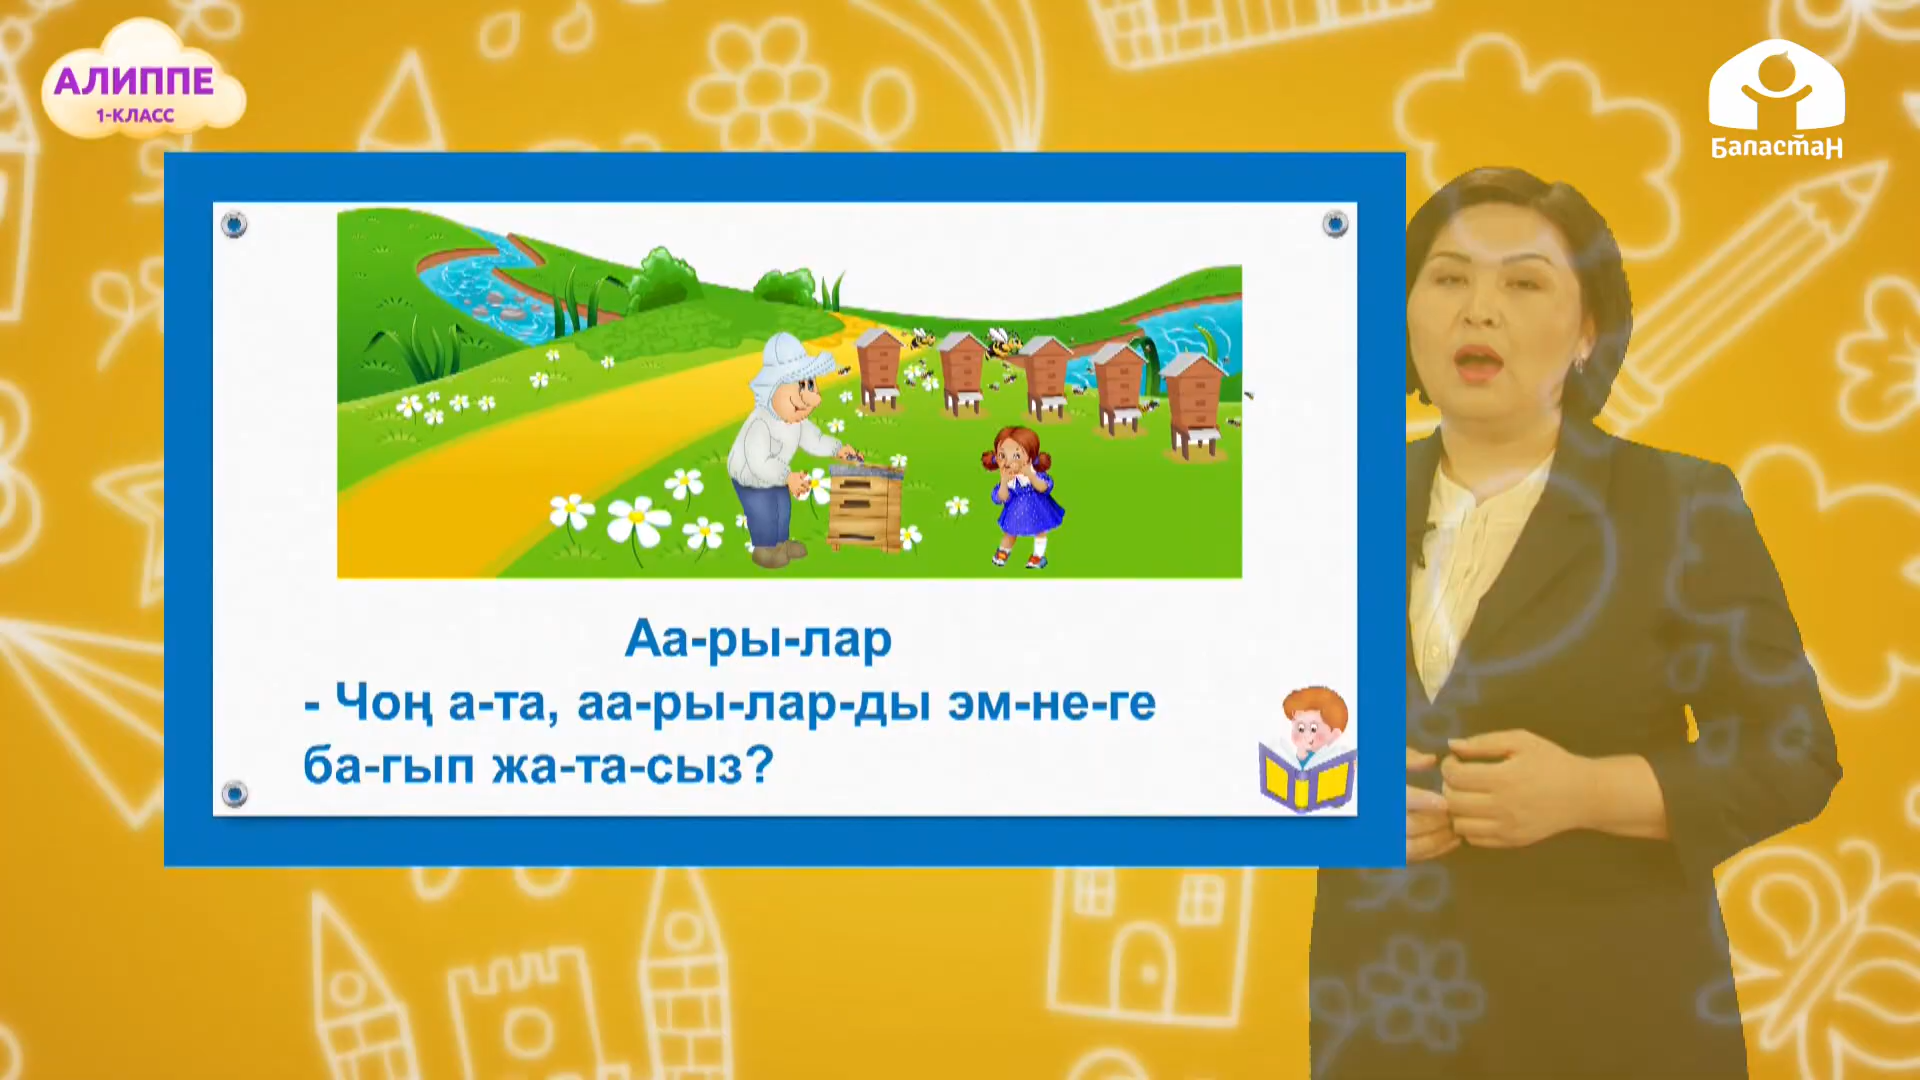 АЛИППЕ
1-КЛАСС
БаластаН
Аа-ры-лар
- Чоң а-та, аа-ры-лар-ды эм-не-ге
ба-гып жа-та-сыз?